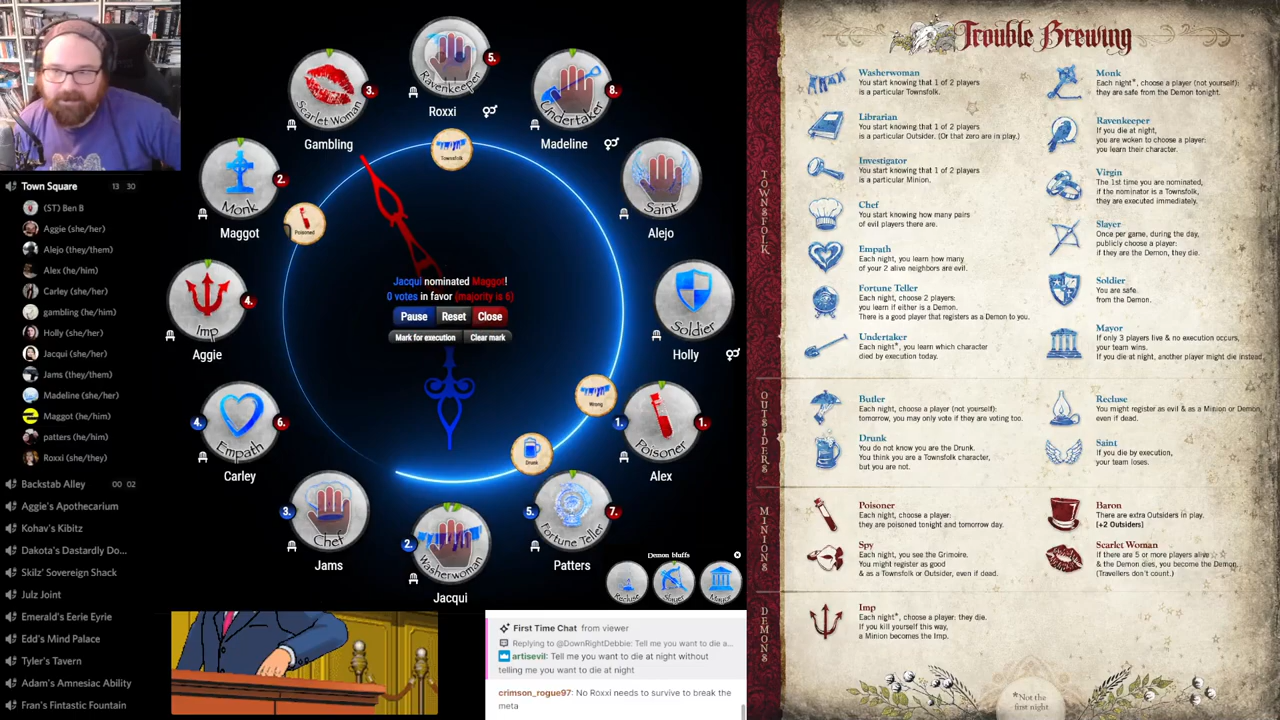 Town Square 13 30
(ST) Ben B
Aggie (she/her)
Alejo (they/them)
Alex (he/him)
Carley (she/her)
gambling (he/him)
Holly (she/her)
Jacqui (she/her)
Jams (they/them)
Madeline (she/her)
Maggot (he/him)
patters (he/him)
Roxxi (she/they)
Backstab Alley 00 02
Aggie's Apothecarium
Kohav's Kibitz
Dakota's Dastardly Do...
Skilz' Sovereign Shack
Julz Joint
Emerald's Eerie Eyrie
Edd's Mind Palace
Tyler's Tavern
Adam's Amnesiac Ability
Fran's Fintastic Fountain
Ravenkeeper
5.
Roxxi
Scarlet Woman
3.
Gambling
Undertaker
8.
Madeline
Townsfolk
Monk
2.
Maggot
Poisoned
Saint
Alejo
Imp
4.
Aggie
Soldier
Holly
Jacqui nominated Maggot!
0 votes in favor (majority is 6)
Pause Reset Close
Mark for execution Clear mark
4.
Empath
6.
Carley
Wrong
1.
Poisoner
1.
Alex
Drunk
3.
Chef
Jams
2.
Washerwoman
Jacqui
5.
Fortune Teller
7.
Patters
Demon bluffs
Recluse
Slayer
Mayor
First Time Chat from viewer
Replying to @DownRightDebbie: Tell me you want to die a...
artisevil: Tell me you want to die at night without
telling me you want to die at night
crimson_rogue97: No Roxxi needs to survive to break the
meta
Trouble Brewing
TOWNSFOLK
Washerwoman
You start knowing that 1 of 2 players
is a particular Townsfolk.
Librarian
You start knowing that 1 of 2 players
is a particular Outsider. (Or that zero are in play.)
Investigator
You start knowing that 1 of 2 players
is a particular Minion.
Chef
You start knowing how many pairs
of evil players there are.
Empath
Each night, you learn how many
of your 2 alive neighbors are evil.
Fortune Teller
Each night, choose 2 players:
you learn if either is a Demon.
There is a good player that registers as a Demon to you.
Undertaker
Each night*, you learn which character
died by execution today.
Monk
Each night*, choose a player (not yourself):
they are safe from the Demon tonight.
Ravenkeeper
If you die at night,
you are woken to choose a player:
you learn their character.
Virgin
The 1st time you are nominated,
if the nominator is a Townsfolk,
they are executed immediately.
Slayer
Once per game, during the day,
publicly choose a player:
if they are the Demon, they die.
Soldier
You are safe
from the Demon.
Mayor
If only 3 players live & no execution occurs,
your team wins.
If you die at night, another player might die instead.
OUTSIDERS
Butler
Each night, choose a player (not yourself):
tomorrow, you may only vote if they are voting too.
Drunk
You do not know you are the Drunk.
You think you are a Townsfolk character,
but you are not.
Recluse
You might register as evil & as a Minion or Demon,
even if dead.
Saint
If you die by execution,
your team loses.
MINIONS
Poisoner
Each night, choose a player:
they are poisoned tonight and tomorrow day.
Spy
Each night, you see the Grimoire.
You might register as good
& as a Townsfolk or Outsider, even if dead.
Baron
There are extra Outsiders in play.
[+2 Outsiders]
Scarlet Woman
If there are 5 or more players alive
& the Demon dies, you become the Demon.
(Travellers don't count.)
DEMONS
Imp
Each night*, choose a player: they die.
If you kill yourself this way,
a Minion becomes the Imp.
*Not the
first night